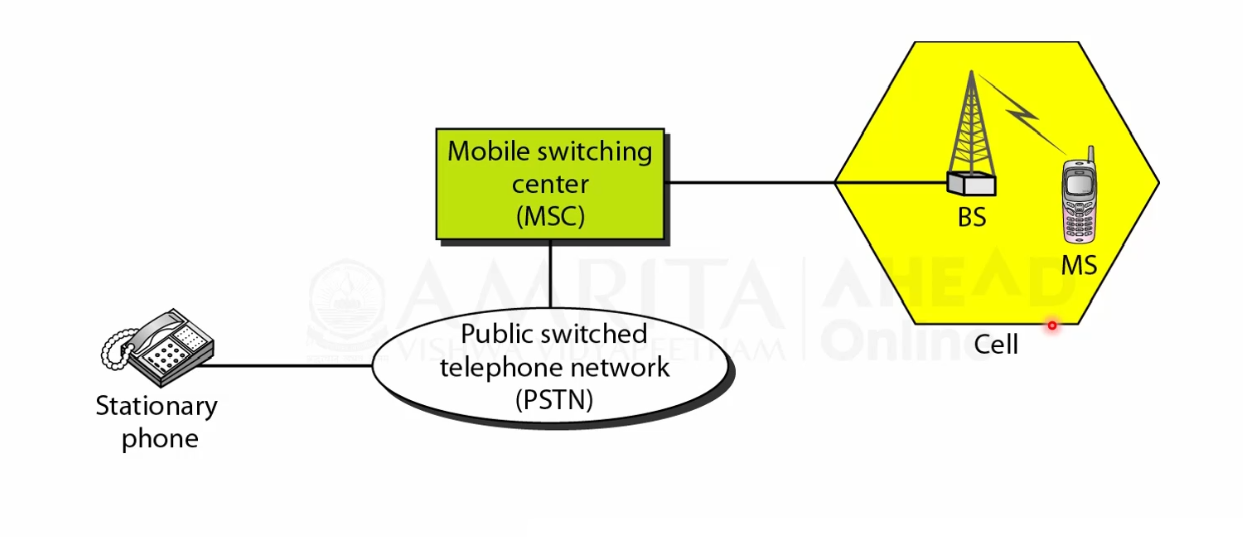 Mobile switching
center
(MSC)
BS
MS
AMRITA
VISHWA VIDYAPEETHAM
AHEAD
Online
Cell
Public switched
telephone network
(PSTN)
Stationary
phone